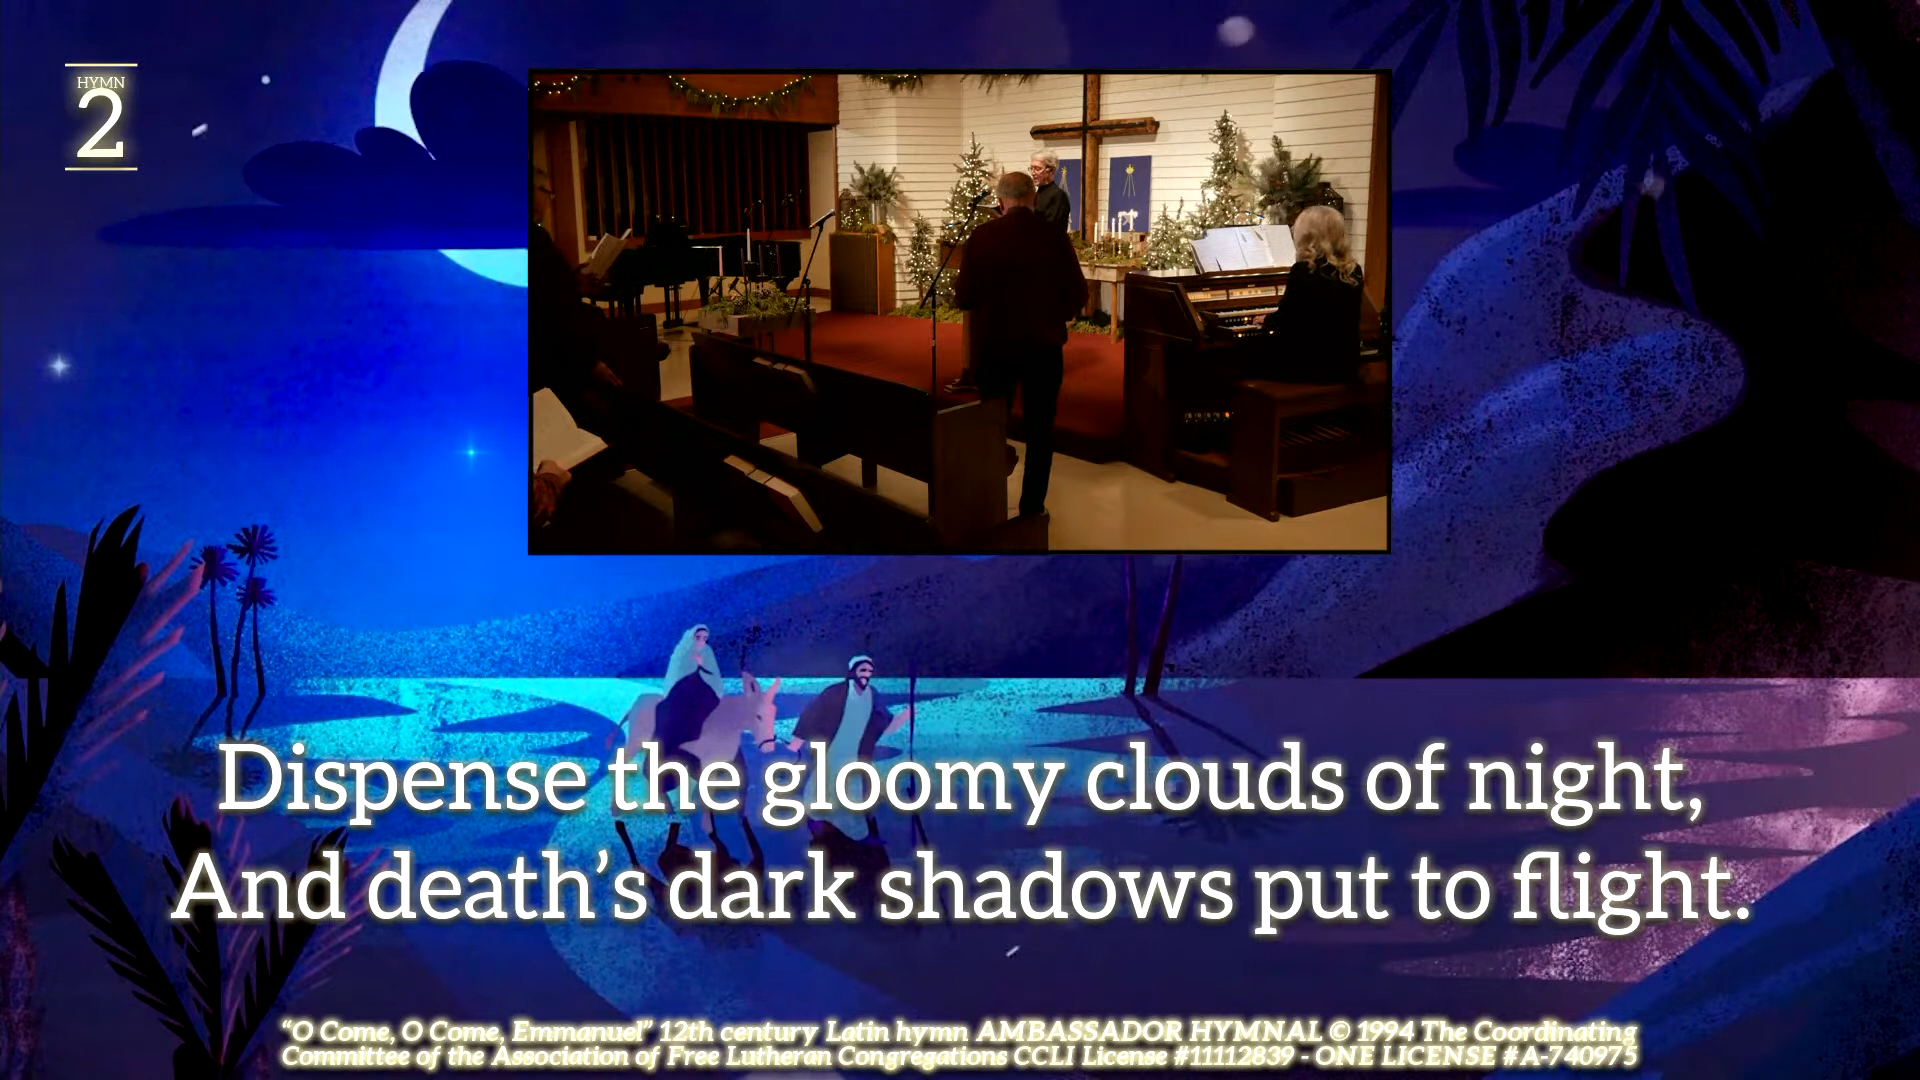 HYMN
2
Dispense the gloomy clouds of night,
And death’s dark shadows put to flight.
“O Come, O Come, Emmanuel” 12th century Latin hymn AMBASSADOR HYMNAL © 1994 The Coordinating
Committee of the Association of Free Lutheran Congregations CCLI License #11112839 - ONE LICENSE #A-740975